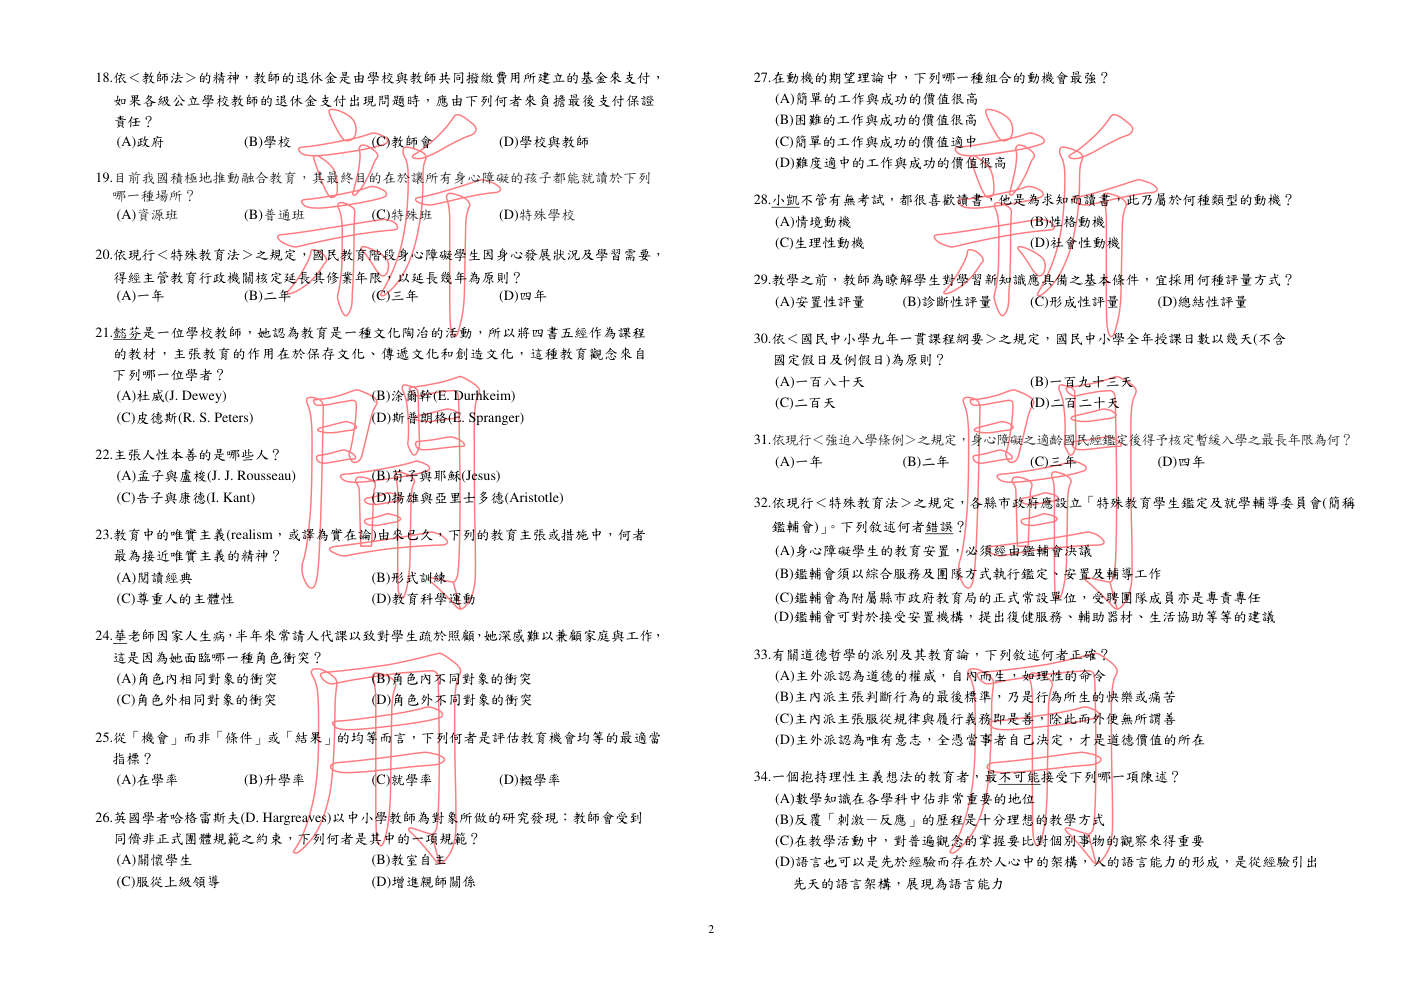 18.依＜教師法＞的精神，教師的退休金是由學校與教師共同撥繳費用所建立的基金來支付，
如果各級公立學校教師的退休金支付出現問題時，應由下列何者來負擔最後支付保證
責任？
(A)政府 (B)學校 (C)教師會 (D)學校與教師
19.目前我國積極地推動融合教育，其最終目的在於讓所有身心障礙的孩子都能就讀於下列
哪一種場所？
(A)資源班 (B)普通班 (C)特殊班 (D)特殊學校
20.依現行＜特殊教育法＞之規定，國民教育階段身心障礙學生因身心發展狀況及學習需要，
得經主管教育行政機關核定延長其修業年限，以延長幾年為原則？
(A)一年 (B)二年 (C)三年 (D)四年
21.懿芬是一位學校教師，她認為教育是一種文化陶冶的活動，所以將四書五經作為課程
的教材，主張教育的作用在於保存文化、傳遞文化和創造文化，這種教育觀念來自
下列哪一位學者？
(A)杜威(J. Dewey) (B)涂爾幹(E. Durhkeim)
(C)皮德斯(R. S. Peters) (D)斯普朗格(E. Spranger)
22.主張人性本善的是哪些人？
(A)孟子與盧梭(J. J. Rousseau) (B)荀子與耶穌(Jesus)
(C)告子與康德(I. Kant) (D)揚雄與亞里士多德(Aristotle)
23.教育中的唯實主義(realism，或譯為實在論)由來已久，下列的教育主張或措施中，何者
最為接近唯實主義的精神？
(A)閱讀經典 (B)形式訓練
(C)尊重人的主體性 (D)教育科學運動
24.華老師因家人生病，半年來常請人代課以致對學生疏於照顧，她深感難以兼顧家庭與工作，
這是因為她面臨哪一種角色衝突？
(A)角色內相同對象的衝突 (B)角色內不同對象的衝突
(C)角色外相同對象的衝突 (D)角色外不同對象的衝突
25.從「機會」而非「條件」或「結果」的均等而言，下列何者是評估教育機會均等的最適當
指標？
(A)在學率 (B)升學率 (C)就學率 (D)輟學率
26.英國學者哈格雷斯夫(D. Hargreaves)以中小學教師為對象所做的研究發現：教師會受到
同儕非正式團體規範之約束，下列何者是其中的一項規範？
(A)關懷學生 (B)教室自主
(C)服從上級領導 (D)增進親師關係
27.在動機的期望理論中，下列哪一種組合的動機會最強？
(A)簡單的工作與成功的價值很高
(B)困難的工作與成功的價值很高
(C)簡單的工作與成功的價值適中
(D)難度適中的工作與成功的價值很高
28.小凱不管有無考試，都很喜歡讀書，他是為求知而讀書，此乃屬於何種類型的動機？
(A)情境動機 (B)性格動機
(C)生理性動機 (D)社會性動機
29.教學之前，教師為瞭解學生對學習新知識應具備之基本條件，宜採用何種評量方式？
(A)安置性評量 (B)診斷性評量 (C)形成性評量 (D)總結性評量
30.依＜國民中小學九年一貫課程綱要＞之規定，國民中小學全年授課日數以幾天(不含
國定假日及例假日)為原則？
(A)一百八十天 (B)一百九十三天
(C)二百天 (D)二百二十天
31.依現行＜強迫入學條例＞之規定，身心障礙之適齡國民經鑑定後得予核定暫緩入學之最長年限為何？
(A)一年 (B)二年 (C)三年 (D)四年
32.依現行＜特殊教育法＞之規定，各縣市政府應設立「特殊教育學生鑑定及就學輔導委員會(簡稱
鑑輔會)」。下列敘述何者錯誤？
(A)身心障礙學生的教育安置，必須經由鑑輔會決議
(B)鑑輔會須以綜合服務及團隊方式執行鑑定、安置及輔導工作
(C)鑑輔會為附屬縣市政府教育局的正式常設單位，受聘團隊成員亦是專責專任
(D)鑑輔會可對於接受安置機構，提出復健服務、輔助器材、生活協助等等的建議
33.有關道德哲學的派別及其教育論，下列敘述何者正確？
(A)主外派認為道德的權威，自內而生，如理性的命令
(B)主內派主張判斷行為的最後標準，乃是行為所生的快樂或痛苦
(C)主內派主張服從規律與履行義務即是善，除此而外便無所謂善
(D)主外派認為唯有意志，全憑當事者自己決定，才是道德價值的所在
34.一個抱持理性主義想法的教育者，最不可能接受下列哪一項陳述？
(A)數學知識在各學科中佔非常重要的地位
(B)反覆「刺激－反應」的歷程是十分理想的教學方式
(C)在教學活動中，對普遍觀念的掌握要比對個別事物的觀察來得重要
(D)語言也可以是先於經驗而存在於人心中的架構，人的語言能力的形成，是從經驗引出
先天的語言架構，展現為語言能力
2